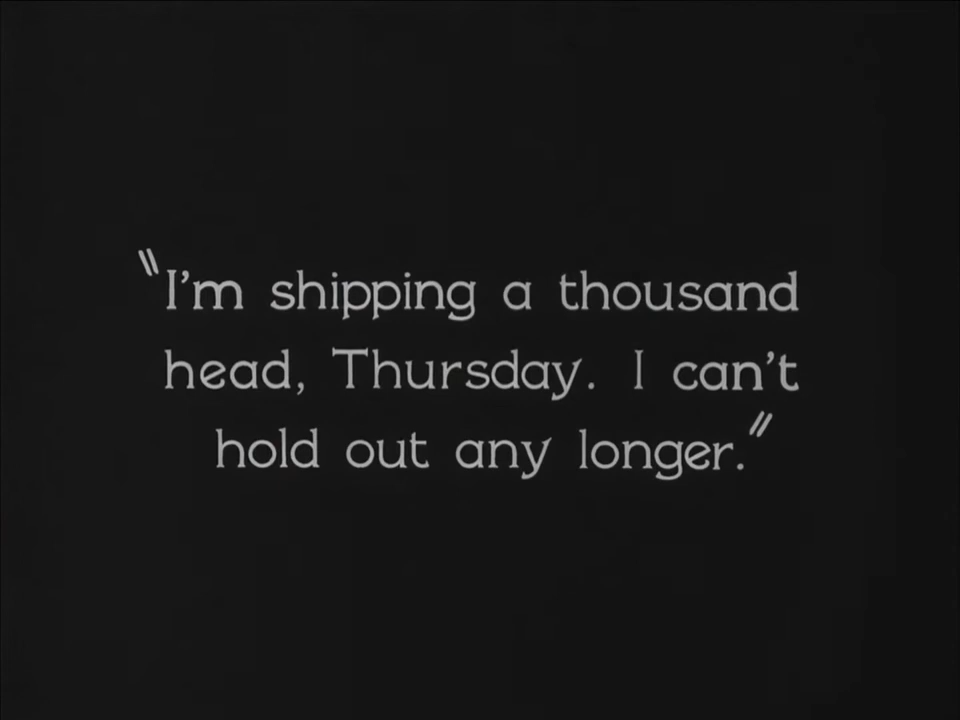 "I'm shipping a thousand
head, Thursday. I can't
hold out any longer."